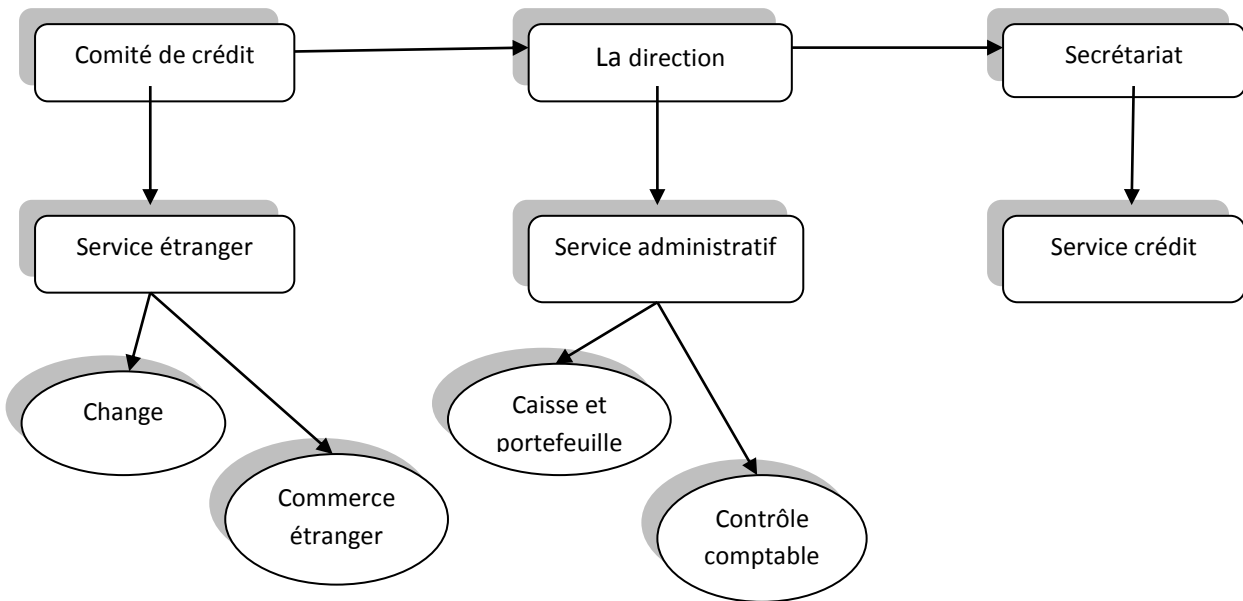 Comité de crédit
La direction
Secrétariat
Service étranger
Service administratif
Service crédit
Change
Caisse et
portefeuille
Commerce
étranger
Contrôle
comptable